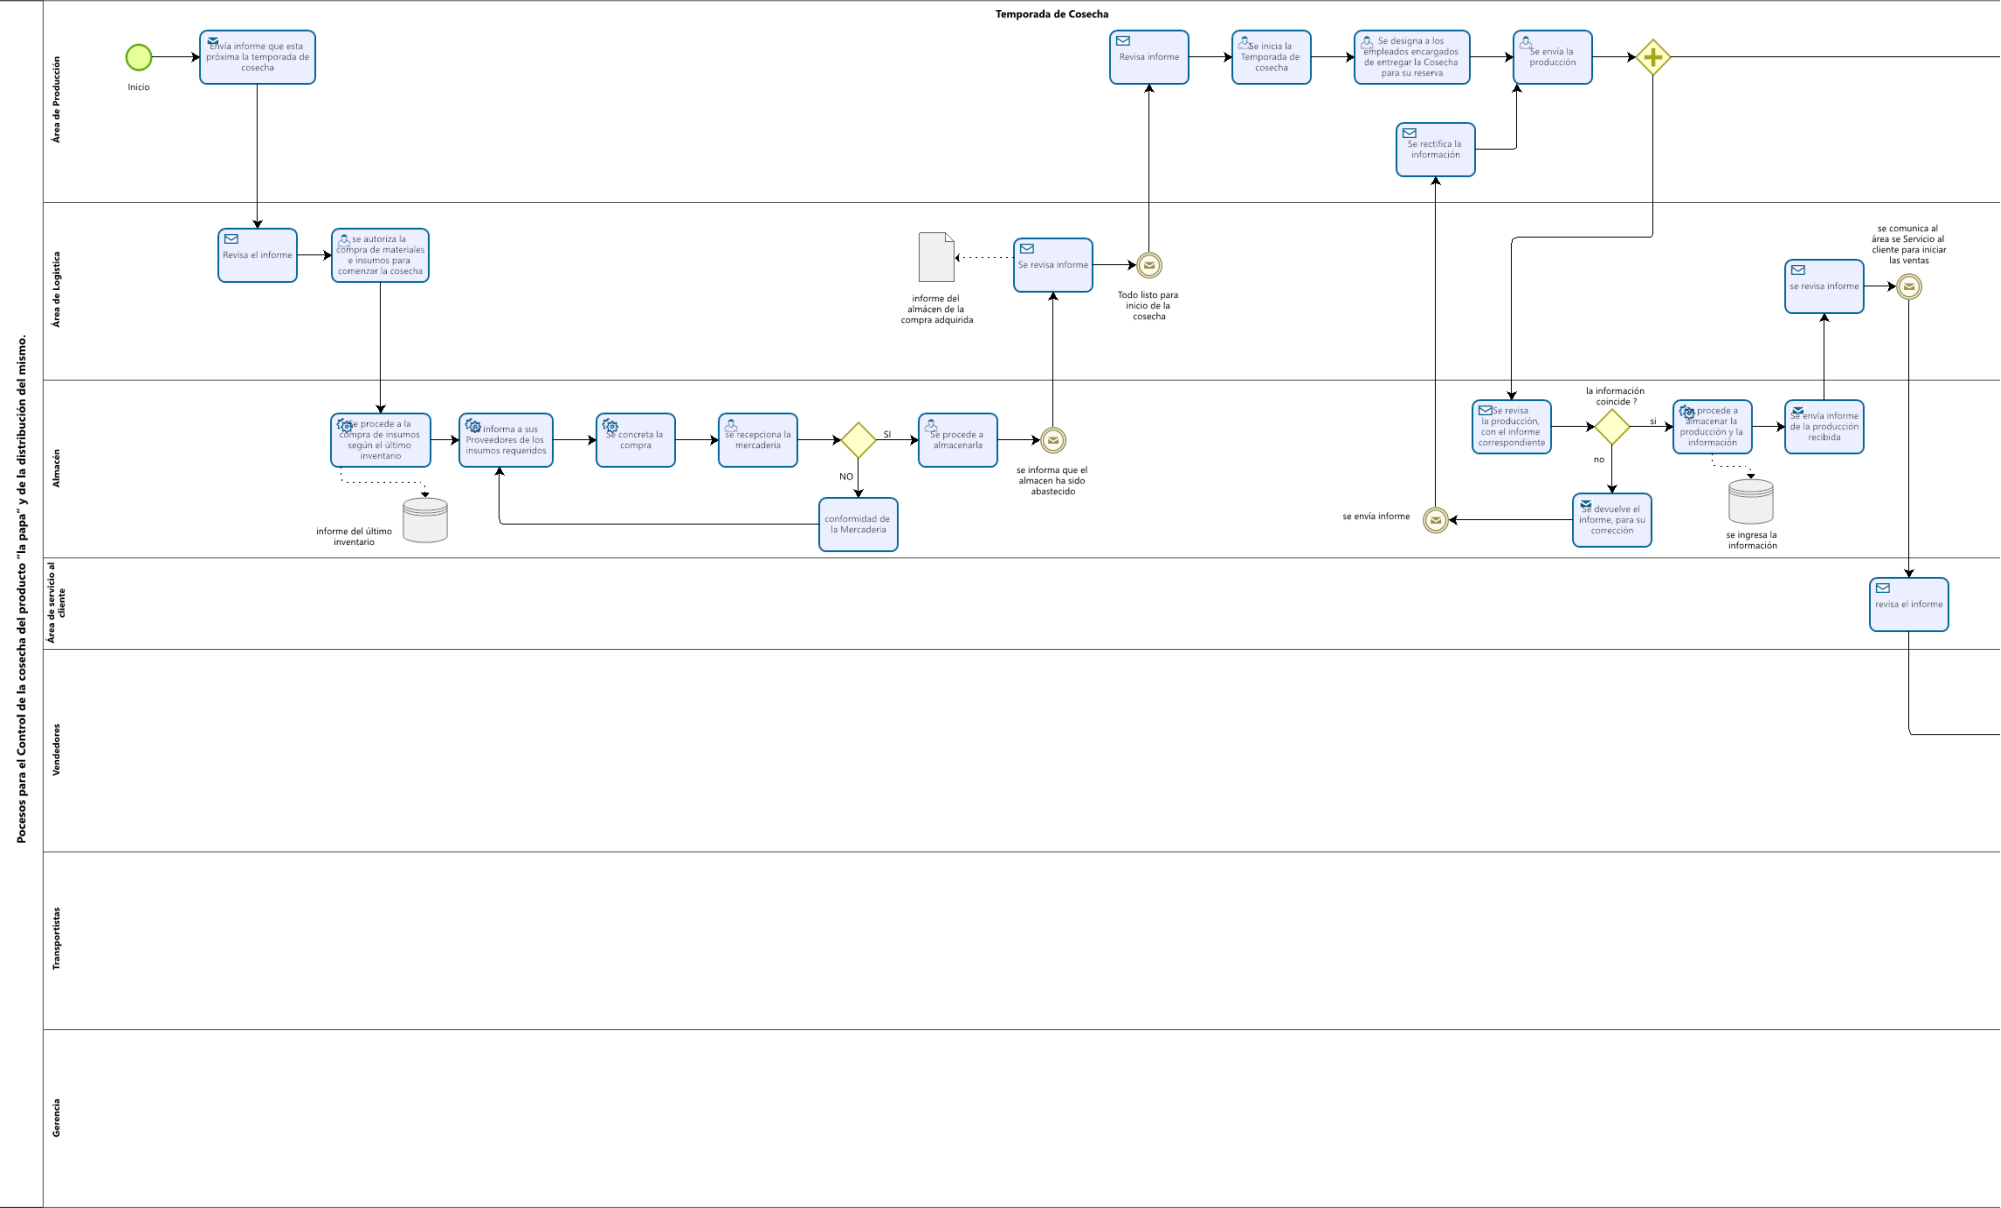 Temporada de Cosecha
Pocesos para el Control de la cosecha del producto "la papa" y de la distribución del mismo.
Área de Producción
Inicio
Envía informe que esta
próxima la temporada de
cosecha
Revisa informe
Se inicia la
Temporada de
cosecha
Se designa a los
empleados encargados
de entregar la Cosecha
para su reserva
Se envía la
producción
Se rectifica la
información
Área de Logistica
Revisa el informe
se autoriza la
compra de materiales
e insumos para
comenzar la cosecha
informe del
almácen de la
compra adquirida
Se revisa informe
Todo listo para
inicio de la
cosecha
se revisa informe
se comunica al
área se Servicio al
cliente para iniciar
las ventas
Almacén
Se procede a la
compra de insumos
según el último
inventario
informe del último
inventario
informa a sus
Proveedores de los
insumos requeridos
Se concreta la
compra
se recepciona la
mercaderia
SI
NO
conformidad de
la Mercaderia
Se procede a
almacenarla
se informa que el
almacen ha sido
abastecido
se envía informe
Se revisa
la producción,
con el informe
correspondiente
la información
coincide ?
si
no
Se devuelve el
informe, para su
corrección
Se procede a
almacenar la
producción y la
información
se ingresa la
información
Se envía informe
de la producción
recibida
Área de servicio al
cliente
revisa el informe
Vendedores
Transportistas
Gerencia